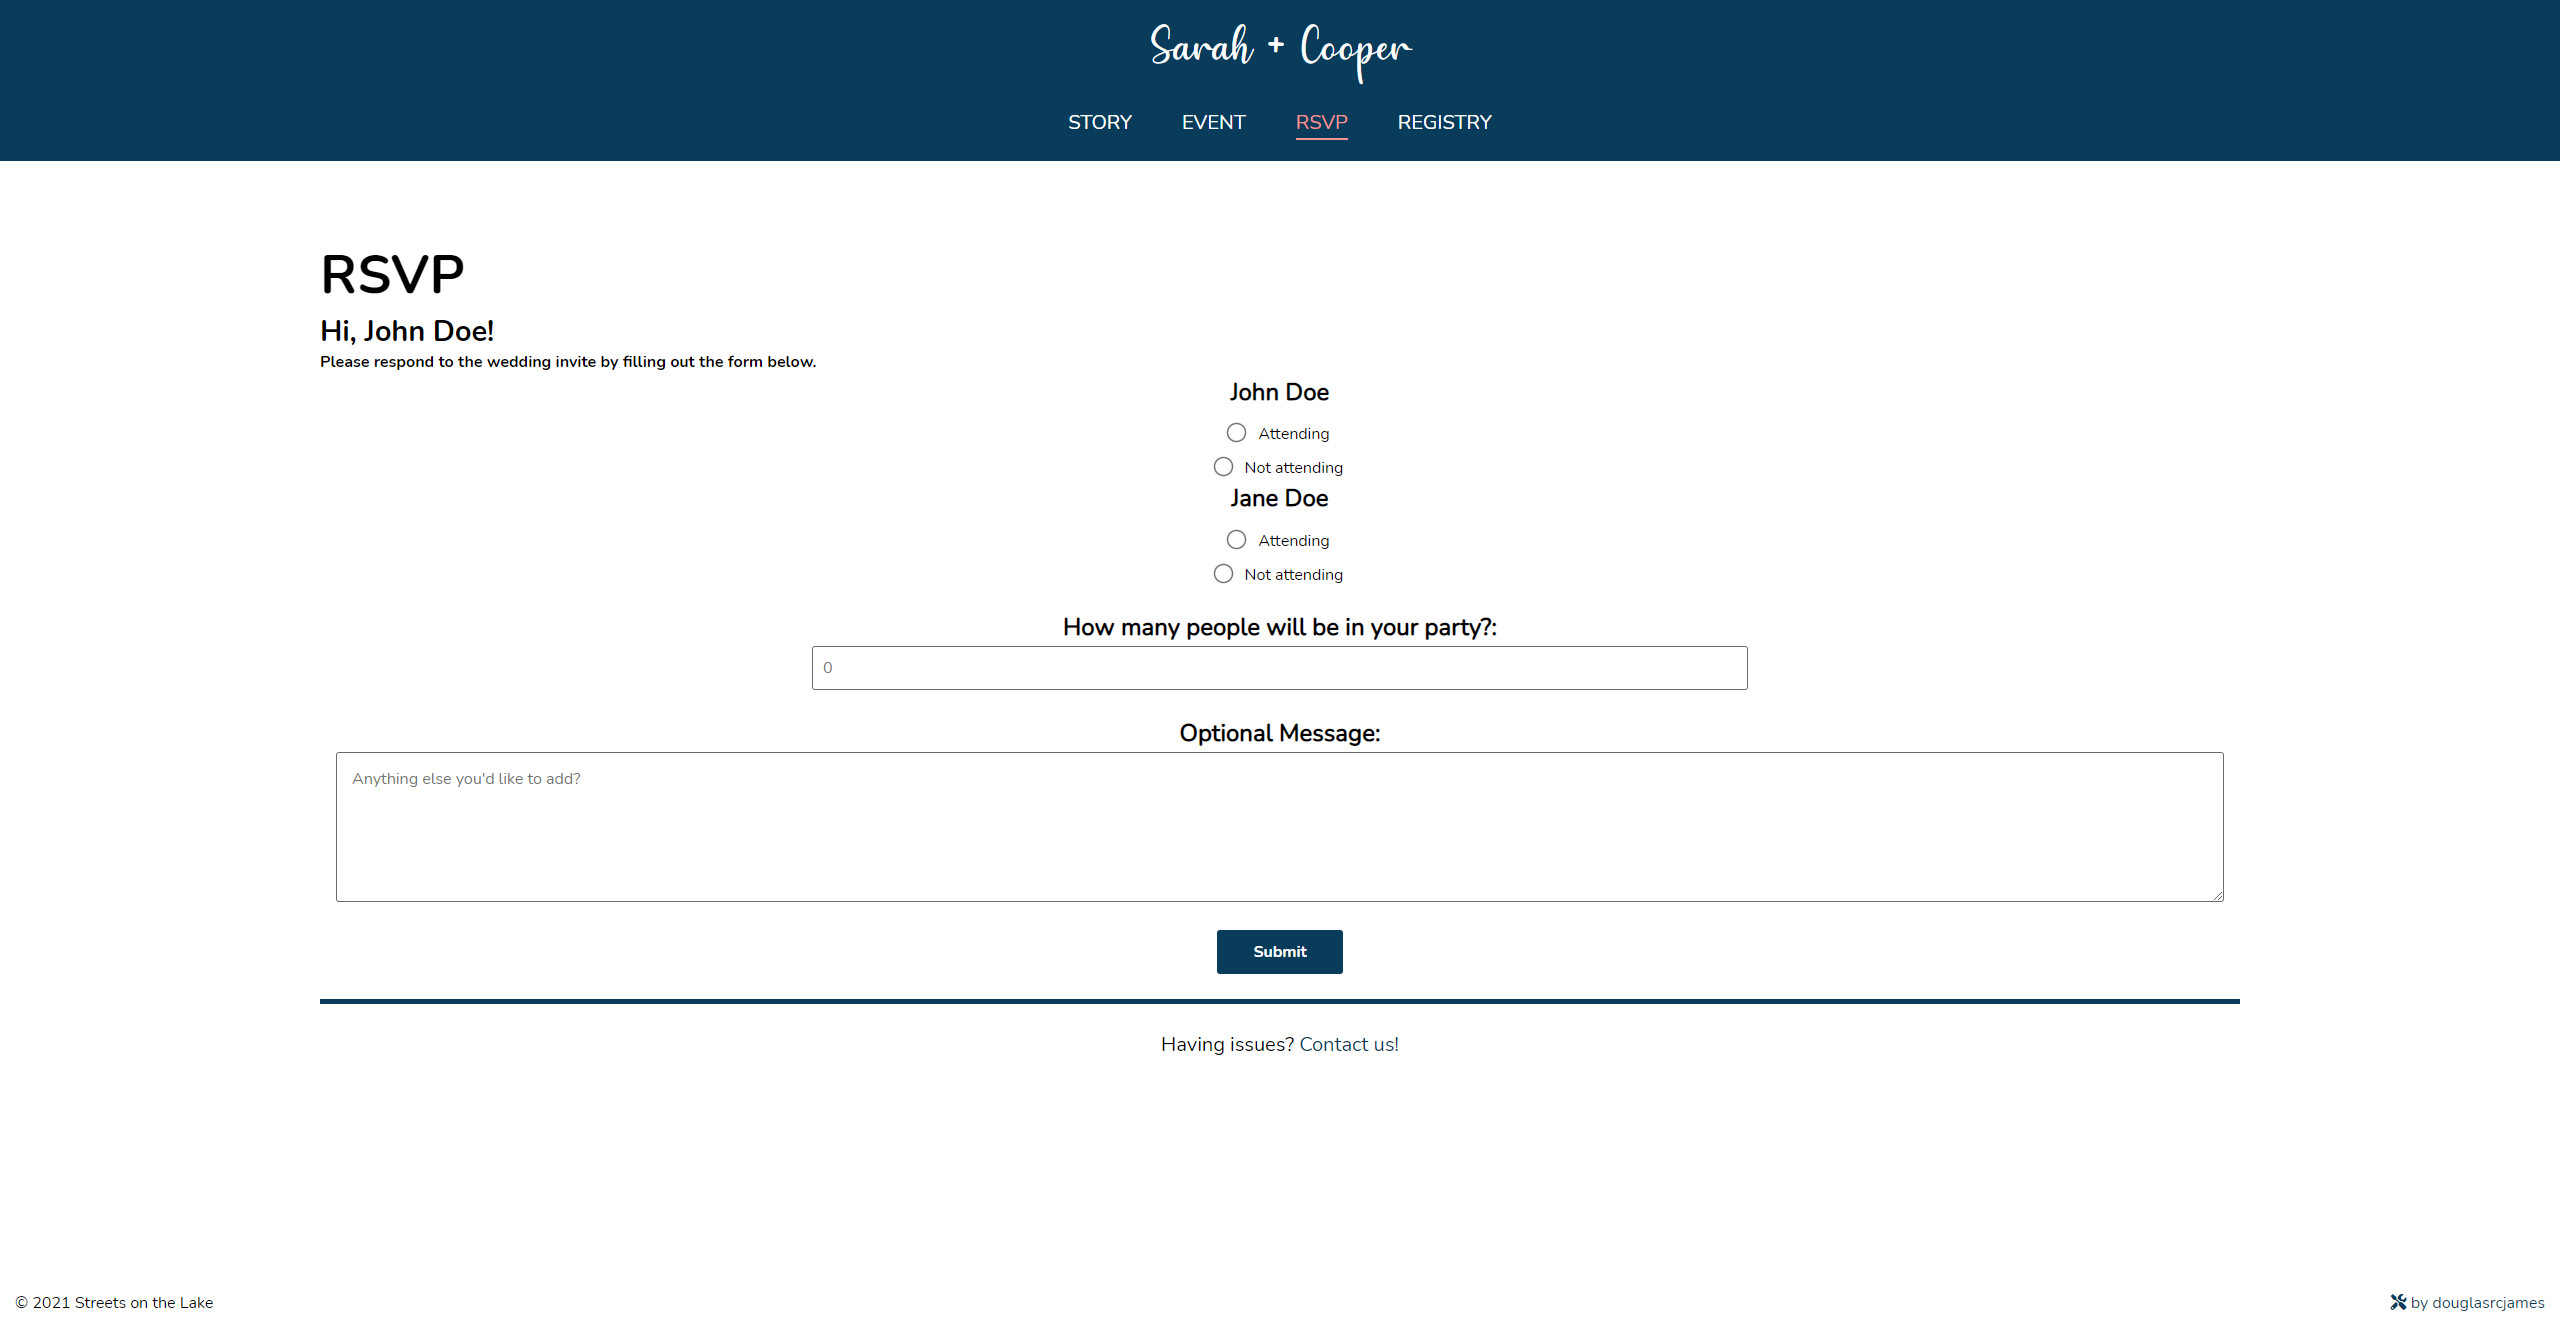 Sarah + Cooper
STORY EVENT RSVP REGISTRY
RSVP
Hi, John Doe!
Please respond to the wedding invite by filling out the form below.
John Doe
Attending
Not attending
Jane Doe
Attending
Not attending
How many people will be in your party?:
0
Optional Message:
Anything else you'd like to add?
Submit
Having issues? Contact us!
© 2021 Streets on the Lake
by douglasrcjames